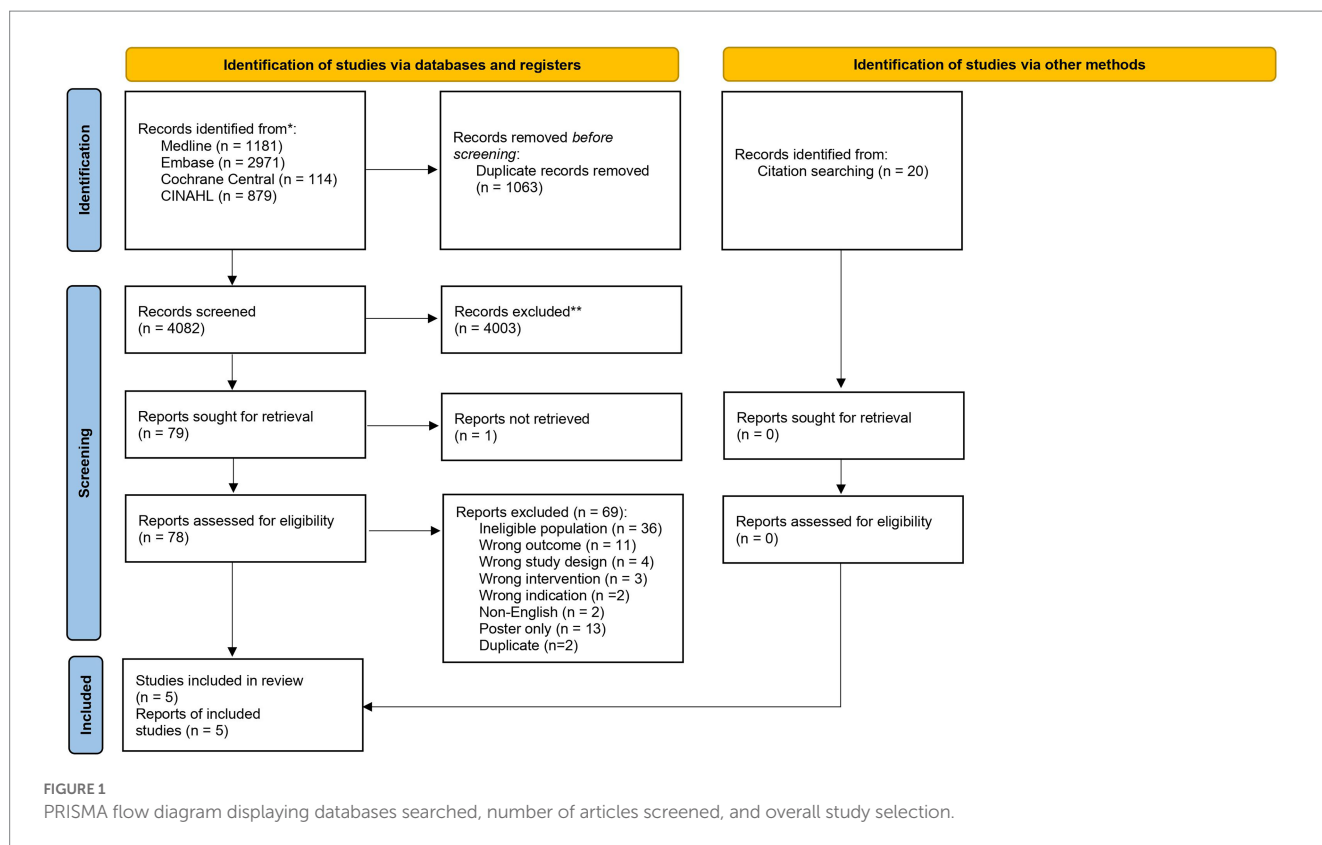 Identification of studies via databases and registers
Identification of studies via other methods
Identification
Records identified from*:
Medline (n = 1181)
Embase (n = 2971)
Cochrane Central (n = 114)
CINAHL (n = 879)
Records removed before
screening:
Duplicate records removed
(n = 1063)
Records identified from:
Citation searching (n = 20)
Screening
Records screened
(n = 4082)
Records excluded**
(n = 4003)
Reports sought for retrieval
(n = 79)
Reports not retrieved
(n = 1)
Reports sought for retrieval
(n = 0)
Reports assessed for eligibility
(n = 78)
Reports excluded (n = 69):
Ineligible population (n = 36)
Wrong outcome (n = 11)
Wrong study design (n = 4)
Wrong intervention (n = 3)
Wrong indication (n =2)
Non-English (n = 2)
Poster only (n = 13)
Duplicate (n=2)
Reports assessed for eligibility
(n = 0)
Included
Studies included in review
(n = 5)
Reports of included
studies (n = 5)
FIGURE 1
PRISMA flow diagram displaying databases searched, number of articles screened, and overall study selection.